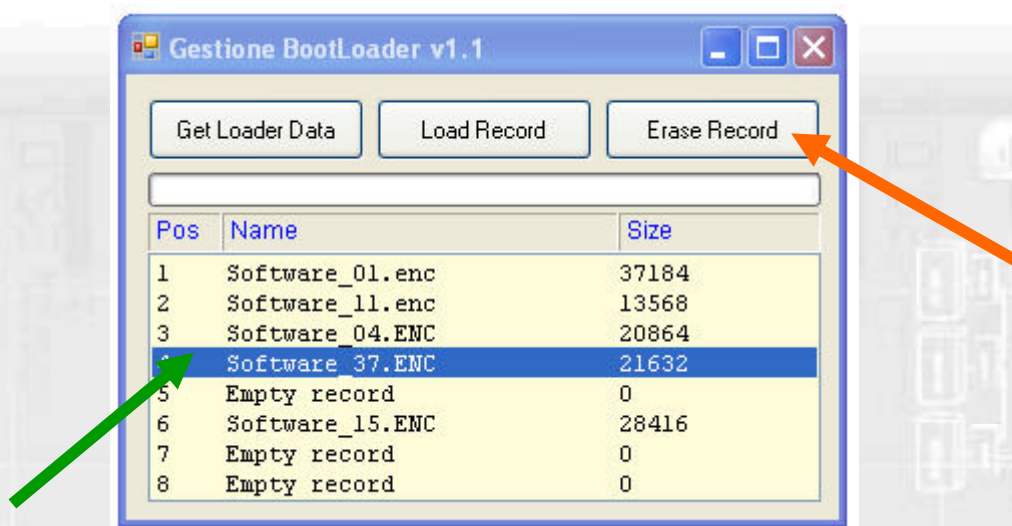 Gestione BootLoader v1.1
Get Loader Data Load Record Erase Record
Pos Name Size
1 Software_01.enc 37184
2 Software_11.enc 13568
3 Software_04.ENC 20864
Software_37.ENC 21632
5 Empty record 0
6 Software_15.ENC 28416
7 Empty record 0
8 Empty record 0